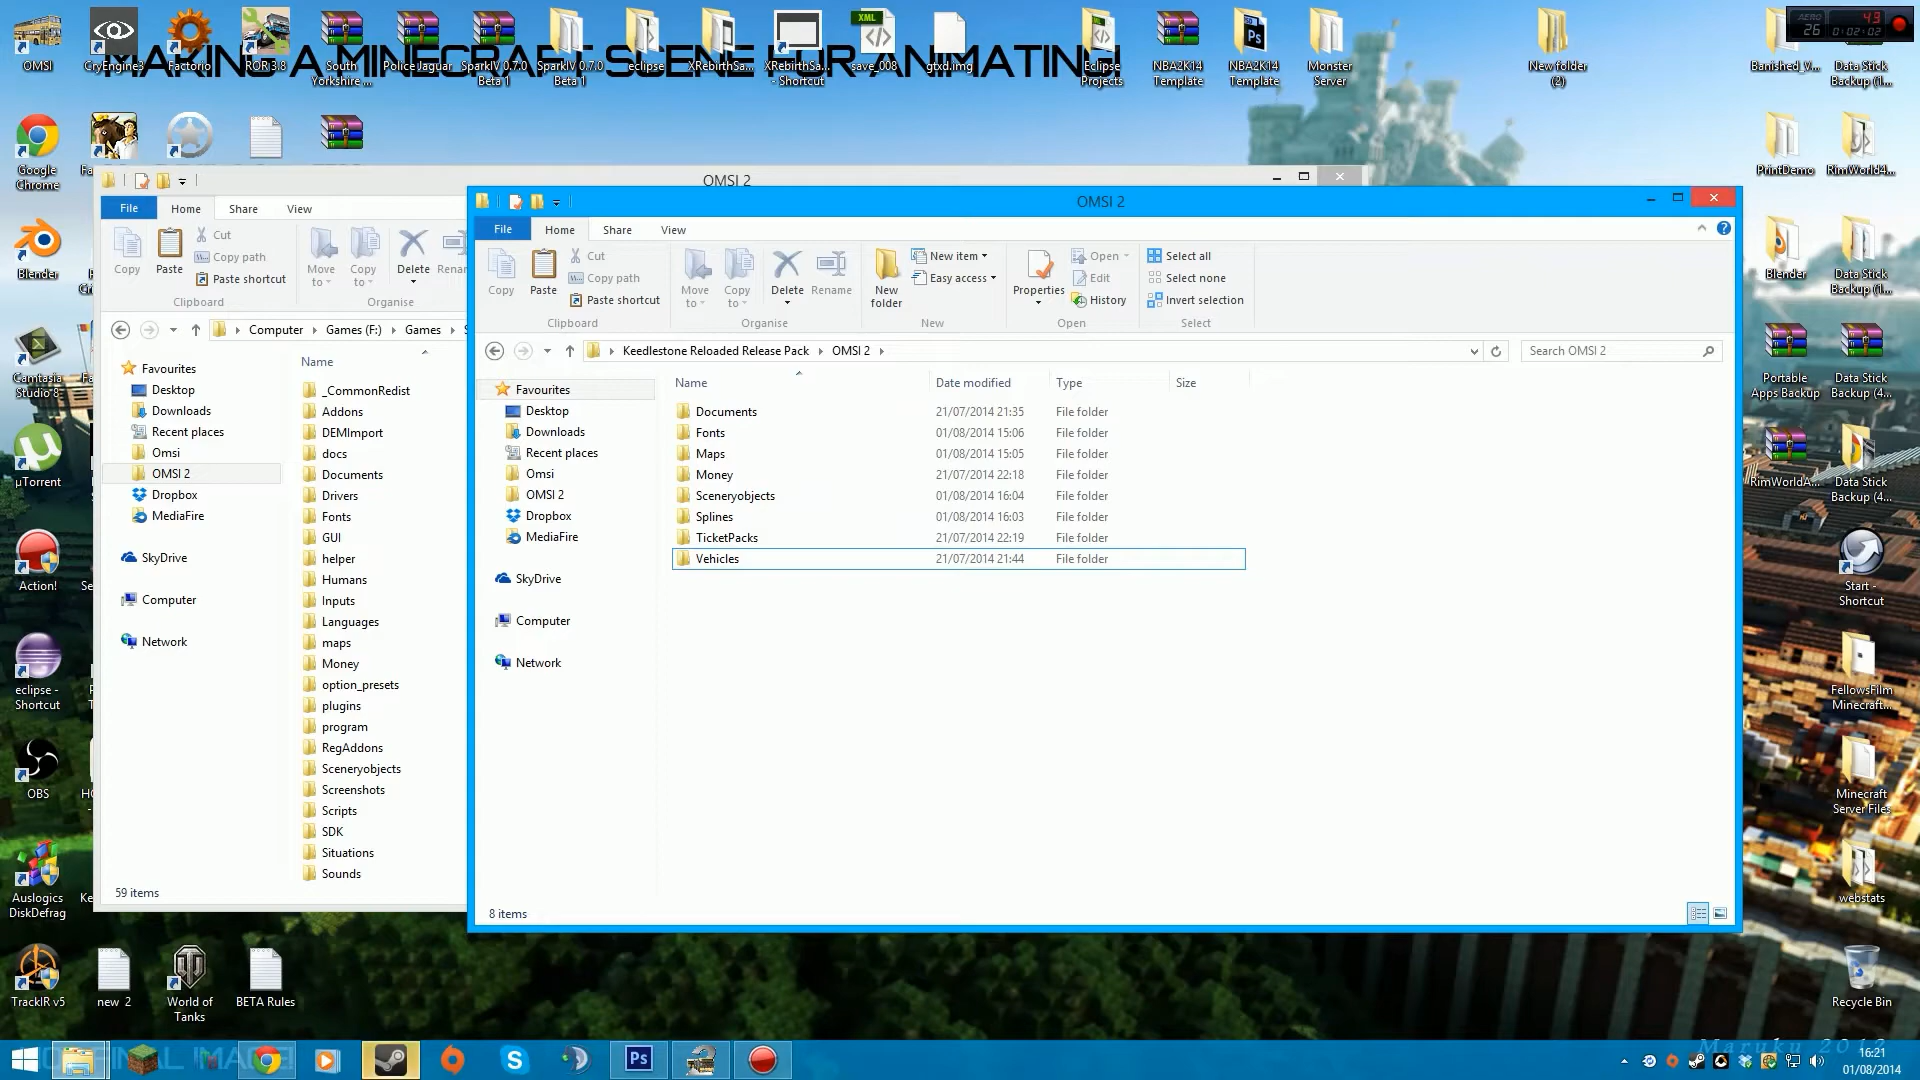 MAKING A MINECRAFT SCENE FOR ANIMATING
OMSI
CryEngine3
Factorio
ROR 3.8
South
Yorkshire ...
Police Jaguar
SparkIV 0.7.0
Beta 1
SparkIV 0.7.0
Beta 1
eclipse
XRebirthSa...
XRebirthSa...
- Shortcut
XML
save_008
gtxd.img
Eclipse
Projects
NBA2K14
Template
Ps
NBA2K14
Template
Monster
Server
New folder
(2)
Banished_V...
Data Stick
Backup (1...
26
49
0:02:02
Google
Chrome
PrintDemo
RimWorld4...
OMSI 2
File
Home
Share
View
Cut
Copy path
Paste shortcut
Copy
Paste
Move
to
Copy
to
Delete
Clipboard
Organise
Computer
Games (F:)
Games
Favourites
Desktop
Downloads
Recent places
Omsi
OMSI 2
Dropbox
MediaFire
SkyDrive
Computer
Network
Name
_CommonRedist
Addons
DEMImport
docs
Documents
Drivers
Fonts
GUI
helper
Humans
Inputs
Languages
maps
Money
option_presets
plugins
program
RegAddons
Sceneryobjects
Screenshots
Scripts
SDK
Situations
Sounds
59 items
OMSI 2
File
Home
Share
View
Copy
Paste
Cut
Copy path
Paste shortcut
Clipboard
Move
to
Copy
to
Delete
Rename
Organise
New
folder
New item
Easy access
New
Properties
Open
Edit
History
Open
Select all
Select none
Invert selection
Select
Keedlestone Reloaded Release Pack
OMSI 2
Search OMSI 2
Favourites
Desktop
Downloads
Recent places
Omsi
OMSI 2
Dropbox
MediaFire
SkyDrive
Computer
Network
Name Date modified Type Size
Documents 21/07/2014 21:35 File folder
Fonts 01/08/2014 15:06 File folder
Maps 01/08/2014 15:05 File folder
Money 21/07/2014 22:18 File folder
Sceneryobjects 01/08/2014 16:04 File folder
Splines 01/08/2014 16:03 File folder
TicketPacks 21/07/2014 22:19 File folder
Vehicles 21/07/2014 21:44 File folder
8 items
Blender
Camtasia
Studio 8
µTorrent
Action!
eclipse -
Shortcut
OBS
Auslogics
DiskDefrag
TrackIR v5
new 2
World of
Tanks
BETA Rules
Blender
Data Stick
Backup (1...
Portable
Apps Backup
Data Stick
Backup (4...
RimWorldA...
Data Stick
Backup (4...
Start -
Shortcut
FellowsFilm
Minecraft...
Minecraft
Server Files
webstats
Recycle Bin
Maruku 2012
Ps
16:21
01/08/2014